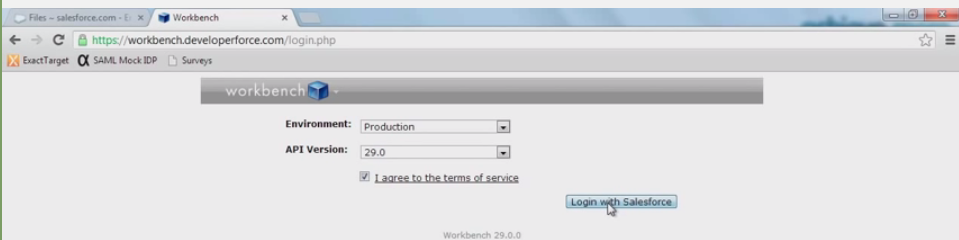 Files – salesforce.com - E
Workbench
https://workbench.developerforce.com/login.php
ExactTarget SAML Mock IDP Surveys
workbench
Environment: Production
API Version: 29.0
I agree to the terms of service
Login with Salesforce
Workbench 29.0.0